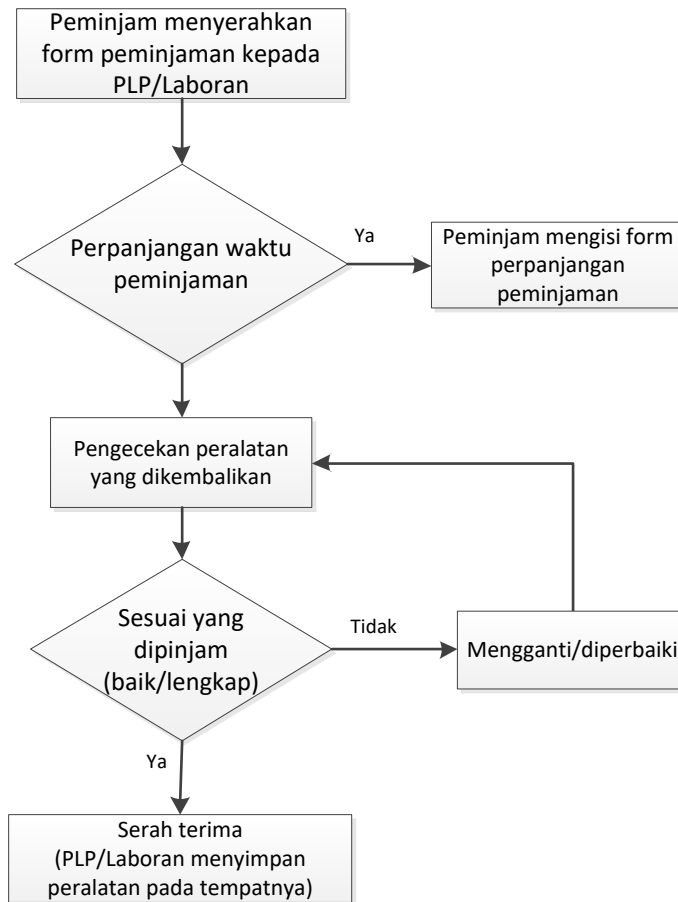 Peminjam menyerahkan
form peminjaman kepada
PLP/Laboran
Perpanjangan waktu
peminjaman
Ya
Peminjam mengisi form
perpanjangan
peminjaman
Pengecekan peralatan
yang dikembalikan
Sesuai yang
dipinjam
(baik/lengkap)
Tidak
Mengganti/diperbaiki
Ya
Serah terima
(PLP/Laboran menyimpan
peralatan pada tempatnya)